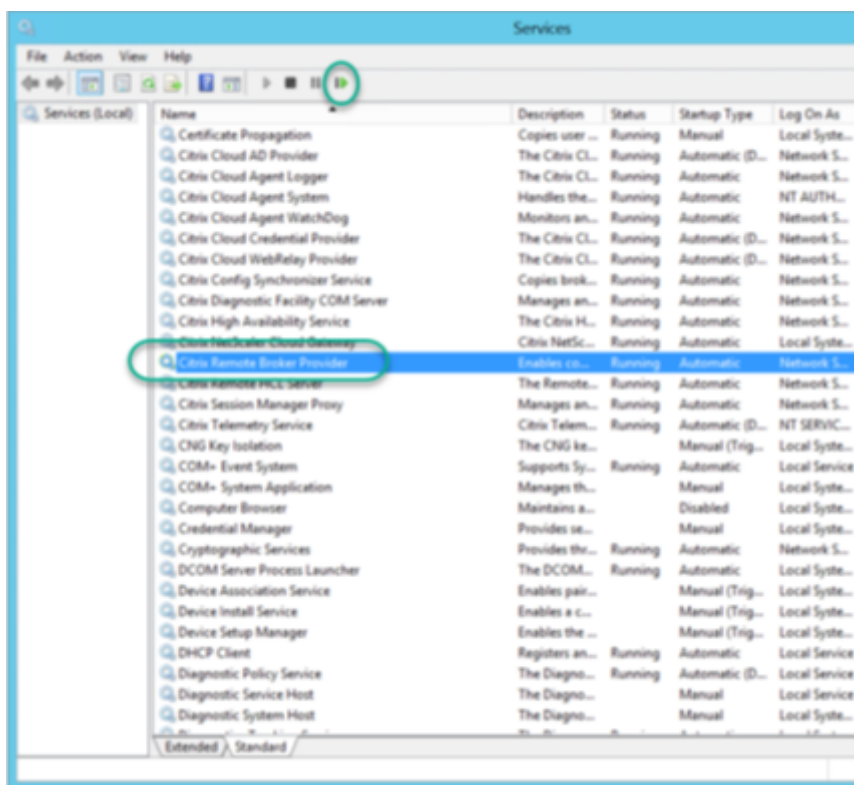 Services
File Action View Help
Services (Local)
Name Description Status Startup Type Log On As
Certificate Propagation Copies user ... Running Manual Local Syste...
Citrix Cloud AD Provider The Citrix Cl... Running Automatic (D... Network S...
Citrix Cloud Agent Logger The Citrix Cl... Running Automatic Network S...
Citrix Cloud Agent System Handles the... Running Automatic NT AUTH...
Citrix Cloud Agent WatchDog Monitors an... Running Automatic Network S...
Citrix Cloud Credential Provider The Citrix Cl... Running Automatic (D... Network S...
Citrix Cloud WebRelay Provider The Citrix Cl... Running Automatic (D... Network S...
Citrix Config Synchronizer Service Copies brok... Running Automatic Network S...
Citrix Diagnostic Facility COM Server Manages an... Running Automatic Network S...
Citrix High Availability Service The Citrix H... Running Automatic Network S...
Citrix NetScaler Cloud Gateway Citrix NetSc... Running Automatic Local Syste...
Citrix Remote Broker Provider Enables co... Running Automatic Network S...
Citrix Remote HCL Server The Remote... Running Automatic Network S...
Citrix Session Manager Proxy Manages an... Running Automatic Network S...
Citrix Telemetry Service Citrix Telem... Running Automatic (D... NT SERVIC...
CNG Key Isolation The CNG ke... Manual (Trig... Local Syste...
COM+ Event System Supports Sy... Running Automatic Local Service
COM+ System Application Manages th... Manual Local Syste...
Computer Browser Maintains a... Disabled Local Syste...
Credential Manager Provides se... Manual Local Syste...
Cryptographic Services Provides thr... Running Automatic Network S...
DCOM Server Process Launcher The DCOM... Running Automatic Local Syste...
Device Association Service Enables pair... Manual (Trig... Local Syste...
Device Install Service Enables a c... Manual (Trig... Local Syste...
Device Setup Manager Enables the ... Manual (Trig... Local Syste...
DHCP Client Registers an... Running Automatic Local Service
Diagnostic Policy Service The Diagno... Running Automatic (D... Local Service
Diagnostic Service Host The Diagno... Manual Local Service
Diagnostic System Host The Diagno... Manual Local Syste...
Extended Standard